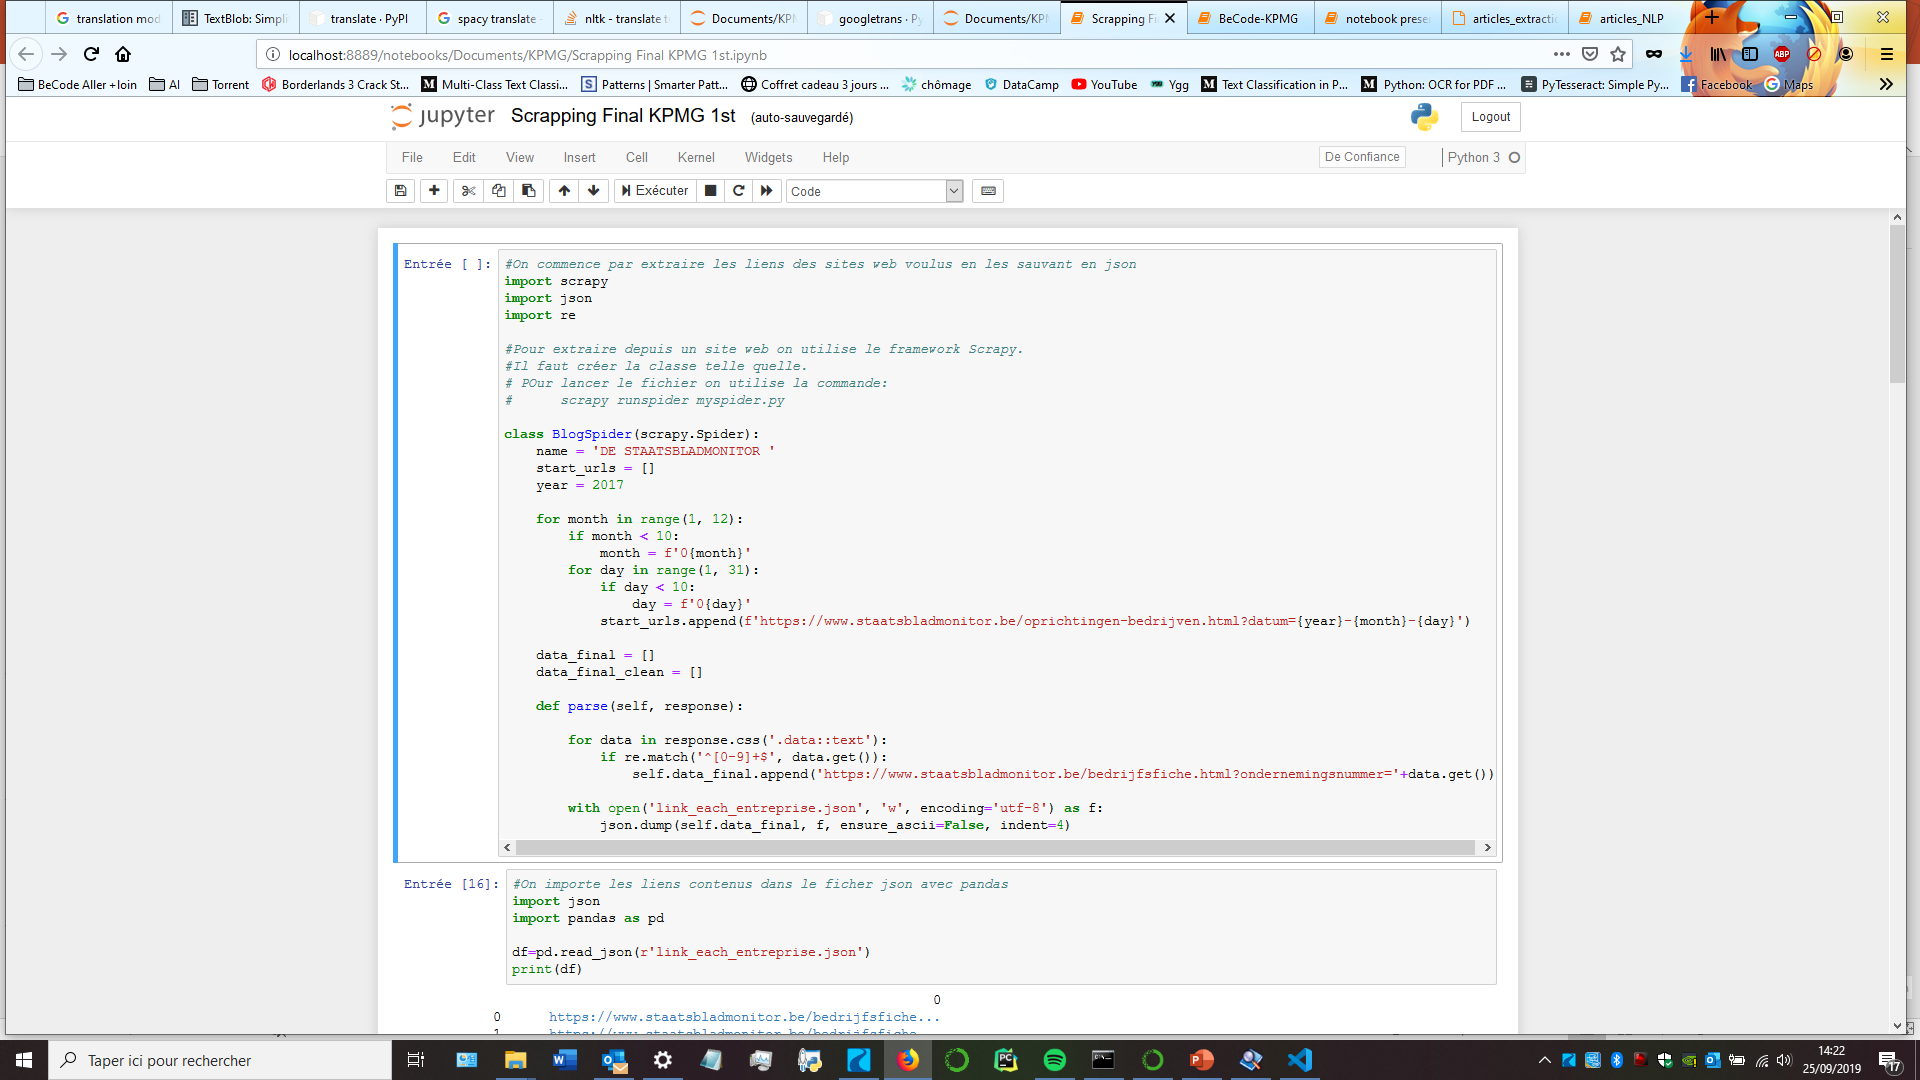 translation mod
TextBlob: Simpli
translate · PyPI
spacy translate -
nltk - translate t
Documents/KPM
googletrans · Py
Documents/KPM
Scrapping Fi
BeCode-KPMG
notebook prese
articles_extractio
articles_NLP
localhost:8889/notebooks/Documents/KPMG/Scrapping Final KPMG 1st.ipynb
BeCode Aller +loin
AI
Torrent
Borderlands 3 Crack St...
Multi-Class Text Classi...
Patterns | Smarter Patt...
Coffret cadeau 3 jours ...
chômage
DataCamp
YouTube
Ygg
Text Classification in P...
Python: OCR for PDF ...
PyTesseract: Simple Py...
Facebook
Maps
jupyter
Scrapping Final KPMG 1st
(auto-sauvegardé)
Logout
File
Edit
View
Insert
Cell
Kernel
Widgets
Help
De Confiance
Python 3
Exécuter
Code
Entrée [ ]:
#On commence par extraire les liens des sites web voulus en les sauvant en json
import scrapy
import json
import re
#Pour extraire depuis un site web on utilise le framework Scrapy.
#Il faut créer la classe telle quelle.
# POur lancer le fichier on utilise la commande:
#      scrapy runspider myspider.py
class BlogSpider(scrapy.Spider):
    name = 'DE STAATSBLADMONITOR '
    start_urls = []
    year = 2017
    for month in range(1, 12):
        if month < 10:
            month = f'0{month}'
        for day in range(1, 31):
            if day < 10:
                day = f'0{day}'
            start_urls.append(f'https://www.staatsbladmonitor.be/oprichtingen-bedrijven.html?datum={year}-{month}-{day}')
    data_final = []
    data_final_clean = []
    def parse(self, response):
        for data in response.css('.data::text'):
            if re.match('^[0-9]+$', data.get()):
                self.data_final.append('https://www.staatsbladmonitor.be/bedrijfsfiche.html?ondernemingsnummer='+data.get())
        with open('link_each_entreprise.json', 'w', encoding='utf-8') as f:
            json.dump(self.data_final, f, ensure_ascii=False, indent=4)
Entrée [16]:
#On importe les liens contenus dans le ficher json avec pandas
import json
import pandas as pd
df=pd.read_json(r'link_each_entreprise.json')
print(df)
0
0      https://www.staatsbladmonitor.be/bedrijfsfiche...
1      https://www.staatsbladmonitor.be/bedrijfsfiche...
Taper ici pour rechercher
14:22
25/09/2019
17